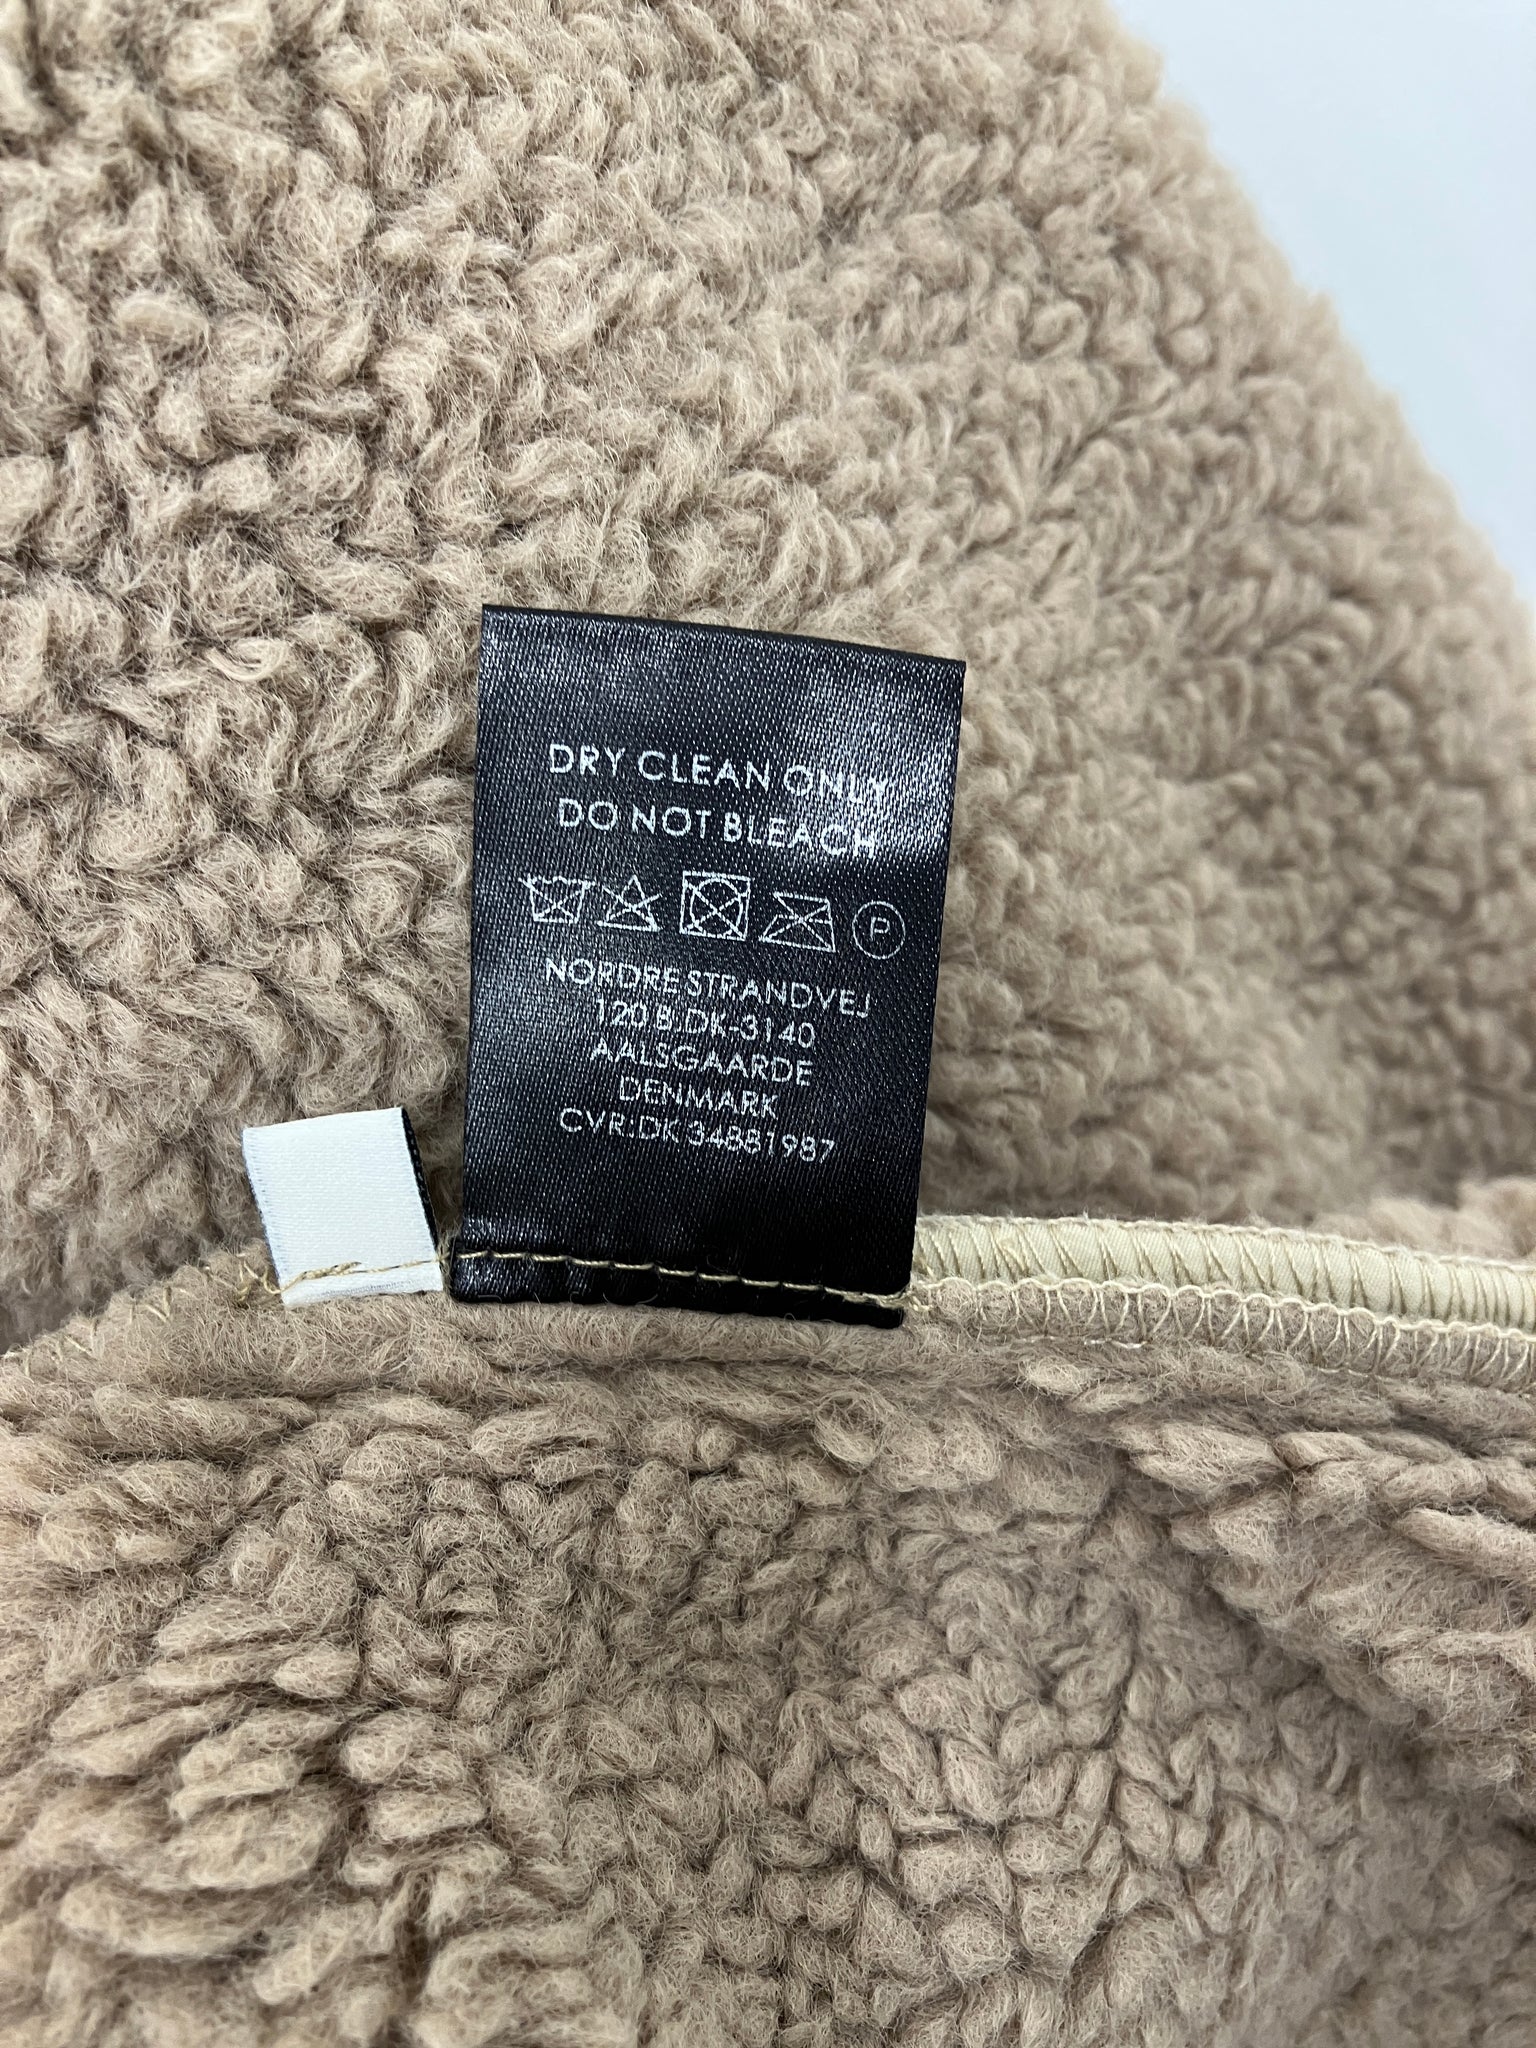 DRY CLEAN ONLY
DO NOT BLEACH
P
NORDRE STRANDVEJ
120 B. DK-3140
AALSGAARDE
DENMARK
CVR: DK 34881987